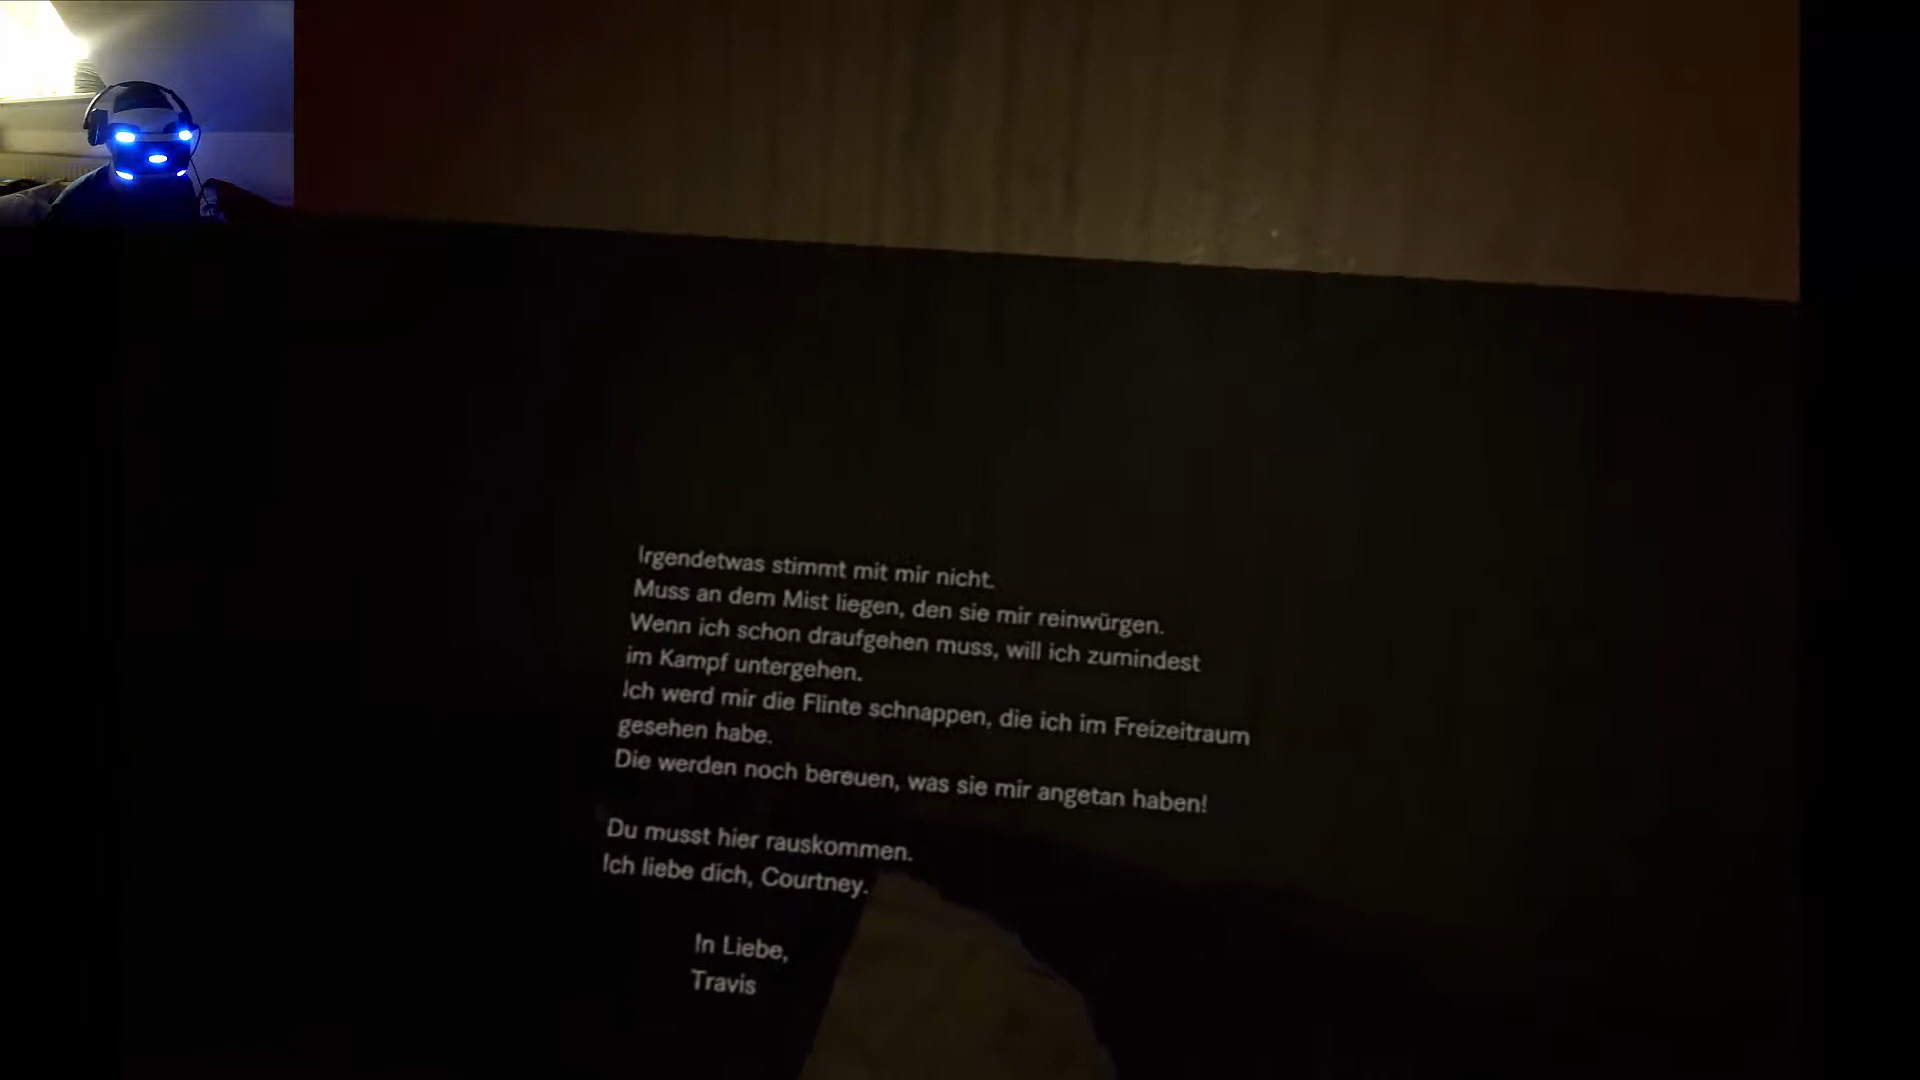 Irgendetwas stimmt mit mir nicht.
Muss an dem Mist liegen, den sie mir reinwürgen.
Wenn ich schon draufgehen muss, will ich zumindest
im Kampf untergehen.
Ich werd mir die Flinte schnappen, die ich im Freizeitraum
gesehen habe.
Die werden noch bereuen, was sie mir angetan haben!
Du musst hier rauskommen.
Ich liebe dich, Courtney.
In Liebe,
Travis